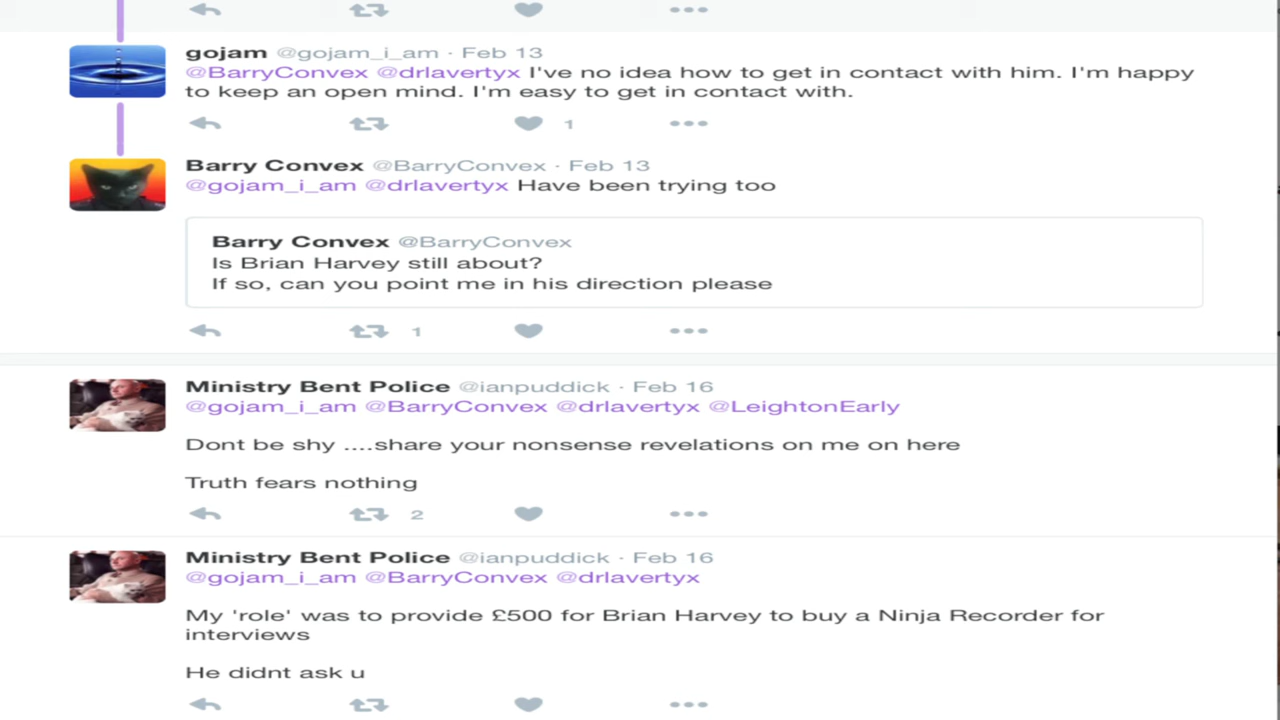 gojam @gojam_i_am · Feb 13
@BarryConvex @drlavertyx I've no idea how to get in contact with him. I'm happy
to keep an open mind. I'm easy to get in contact with.
1
Barry Convex @BarryConvex · Feb 13
@gojam_i_am @drlavertyx Have been trying too
Barry Convex @BarryConvex
Is Brian Harvey still about?
If so, can you point me in his direction please
1
Ministry Bent Police @ianpuddick · Feb 16
@gojam_i_am @BarryConvex @drlavertyx @LeightonEarly
Dont be shy ....share your nonsense revelations on me on here
Truth fears nothing
2
Ministry Bent Police @ianpuddick · Feb 16
@gojam_i_am @BarryConvex @drlavertyx
My 'role' was to provide £500 for Brian Harvey to buy a Ninja Recorder for
interviews
He didnt ask u